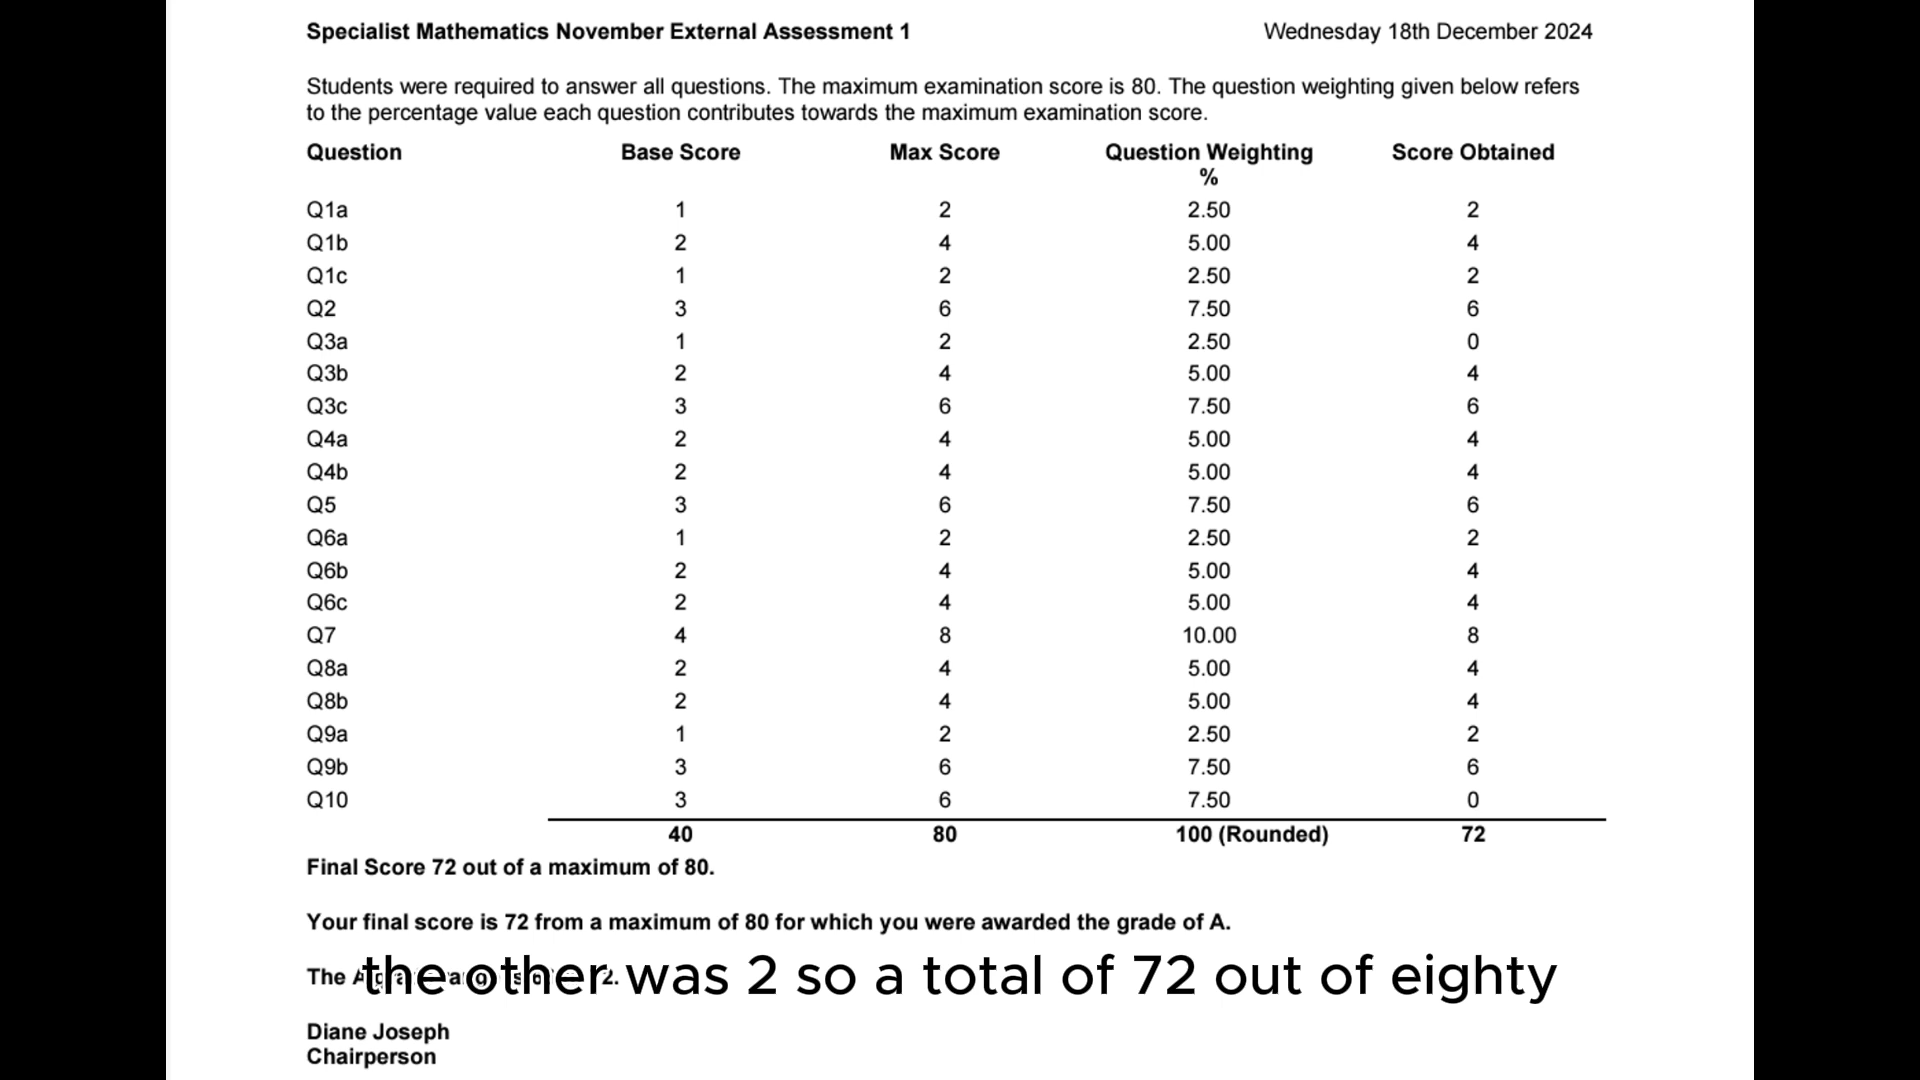 Specialist Mathematics November External Assessment 1 Wednesday 18th December 2024
Students were required to answer all questions. The maximum examination score is 80. The question weighting given below refers
to the percentage value each question contributes towards the maximum examination score.
Question Base Score Max Score Question Weighting Score Obtained
%
Q1a 1 2 2.50 2
Q1b 2 4 5.00 4
Q1c 1 2 2.50 2
Q2 3 6 7.50 6
Q3a 1 2 2.50 0
Q3b 2 4 5.00 4
Q3c 3 6 7.50 6
Q4a 2 4 5.00 4
Q4b 2 4 5.00 4
Q5 3 6 7.50 6
Q6a 1 2 2.50 2
Q6b 2 4 5.00 4
Q6c 2 4 5.00 4
Q7 4 8 10.00 8
Q8a 2 4 5.00 4
Q8b 2 4 5.00 4
Q9a 1 2 2.50 2
Q9b 3 6 7.50 6
Q10 3 6 7.50 0
40 80 100 (Rounded) 72
Final Score 72 out of a maximum of 80.
Your final score is 72 from a maximum of 80 for which you were awarded the grade of A.
The
the other was 2 so a total of 72 out of eighty
Diane Joseph
Chairperson